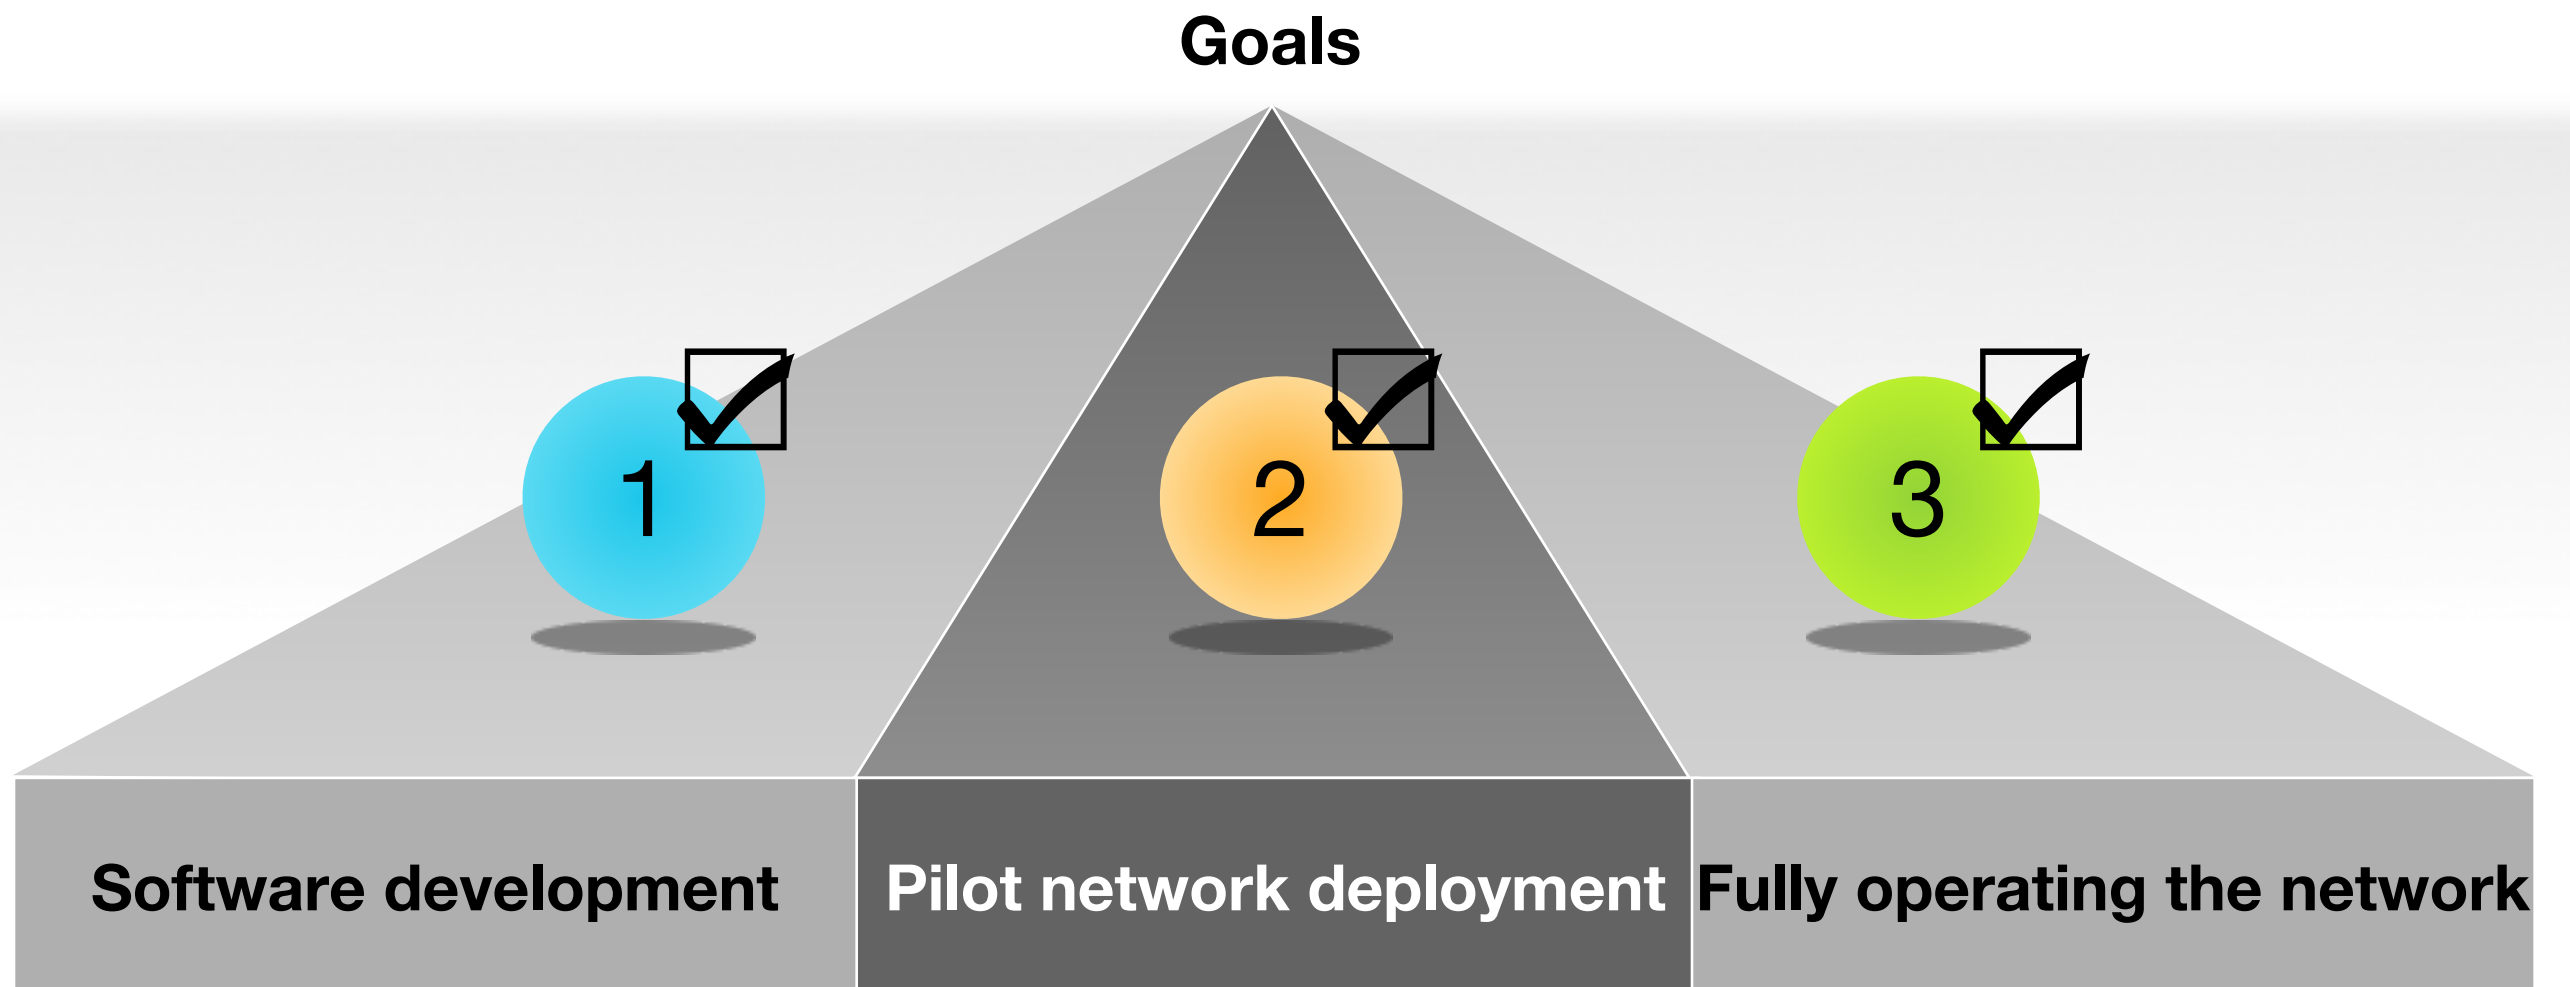 Goals
1
2
3
Software development
Pilot network deployment
Fully operating the network